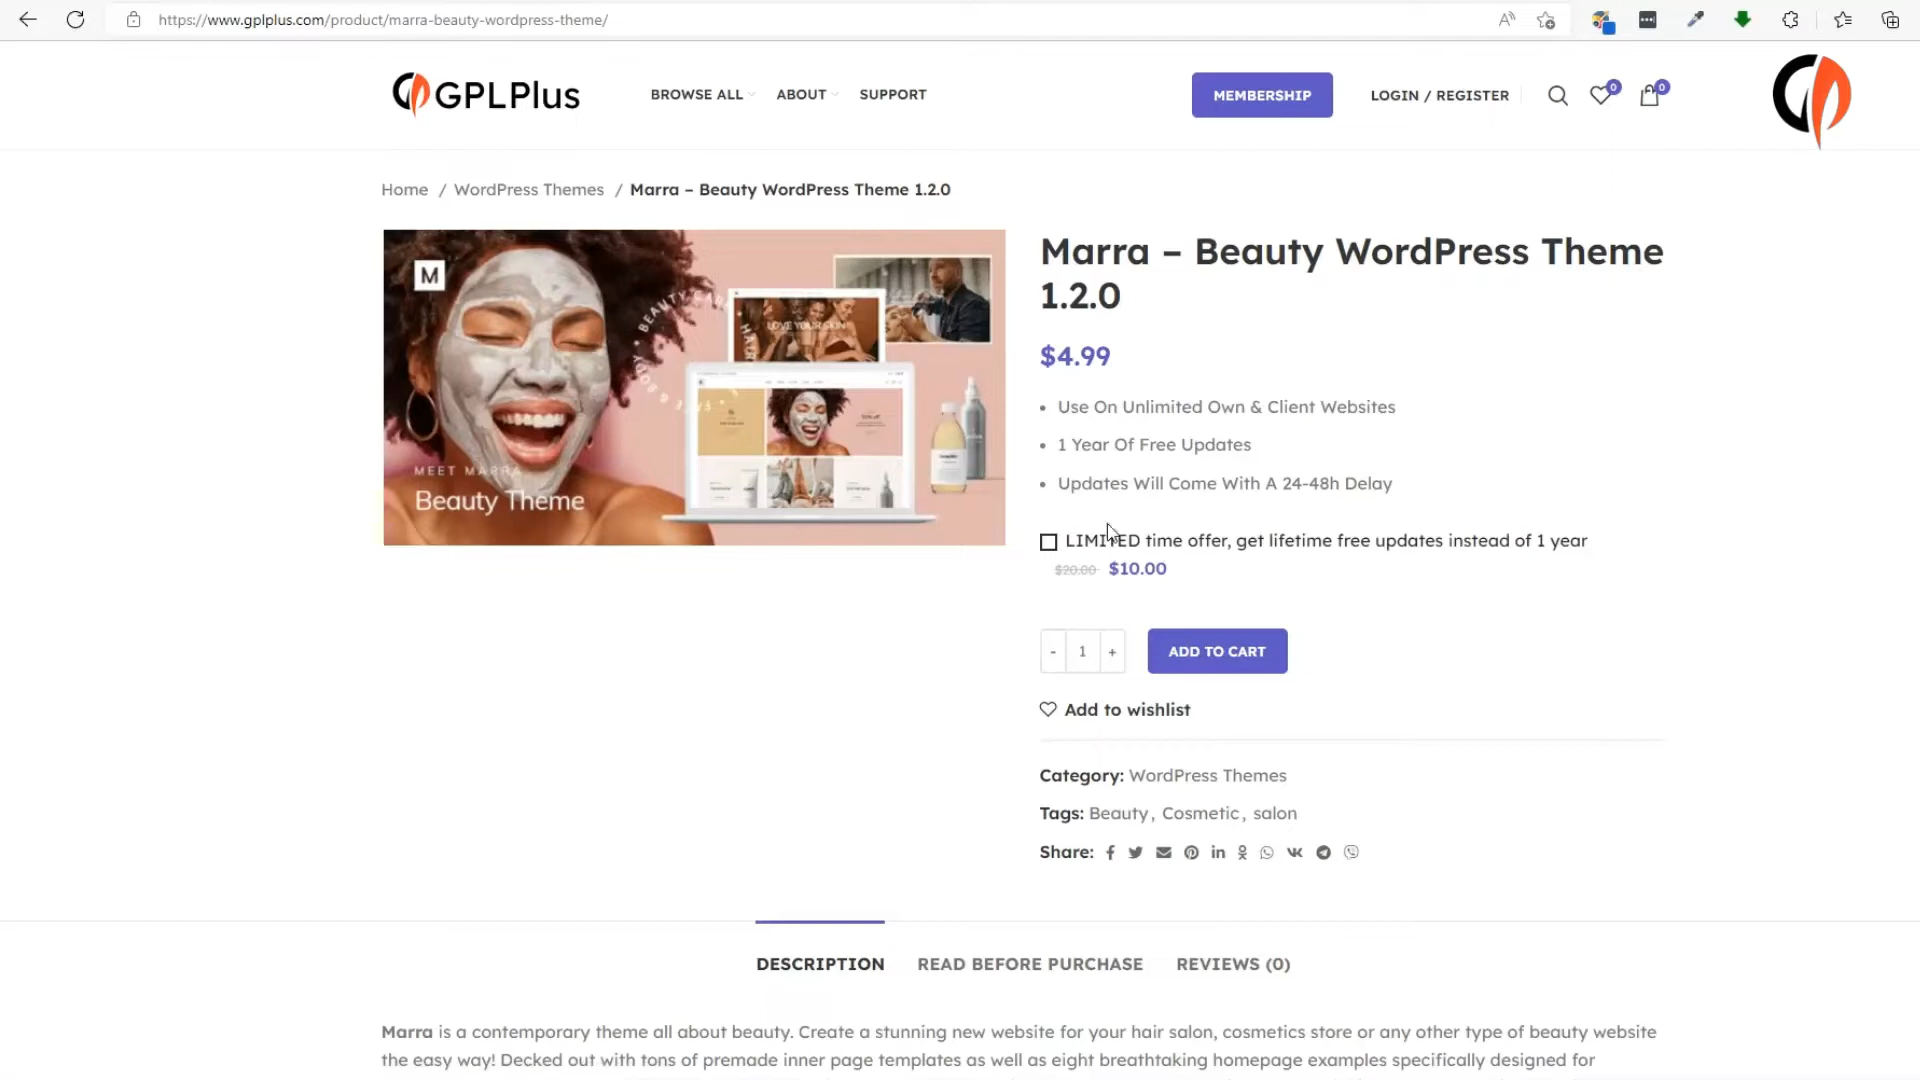 https://www.gplplus.com/product/marra-beauty-wordpress-theme/
GPLPlus
BROWSE ALL
ABOUT
SUPPORT
MEMBERSHIP
LOGIN / REGISTER
0
0
Home / WordPress Themes / Marra – Beauty WordPress Theme 1.2.0
M
LOVE YOUR SKIN
MEET MARRA
Beauty Theme
Marra – Beauty WordPress Theme
1.2.0
$4.99
• Use On Unlimited Own & Client Websites
• 1 Year Of Free Updates
• Updates Will Come With A 24-48h Delay
LIMITED time offer, get lifetime free updates instead of 1 year
$20.00 $10.00
- 1 +
ADD TO CART
Add to wishlist
Category: WordPress Themes
Tags: Beauty, Cosmetic, salon
Share:
DESCRIPTION
READ BEFORE PURCHASE
REVIEWS (0)
Marra is a contemporary theme all about beauty. Create a stunning new website for your hair salon, cosmetics store or any other type of beauty website
the easy way! Decked out with tons of premade inner page templates as well as eight breathtaking homepage examples specifically designed for